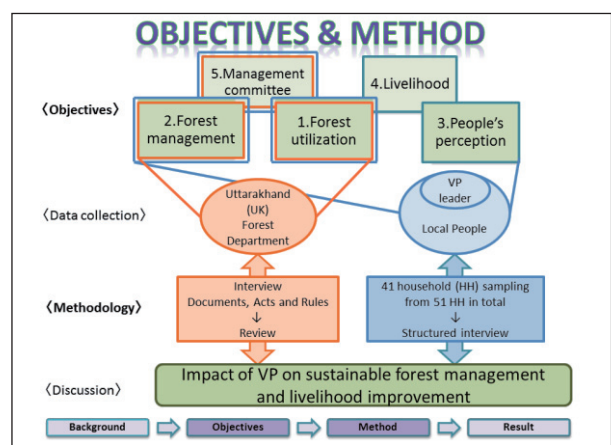 OBJECTIVES & METHOD
5.Management
committee
4.Livelihood
〈Objectives〉
2.Forest
management
1.Forest
utilization
3.People's
perception
〈Data collection〉
Uttarakhand
(UK)
Forest
Department
VP
leader
Local People
〈Methodology〉
Interview
Documents, Acts and Rules
↓
Review
41 household (HH) sampling
from 51 HH in total
↓
Structured interview
〈Discussion〉
Impact of VP on sustainable forest management
and livelihood improvement
Background
Objectives
Method
Result